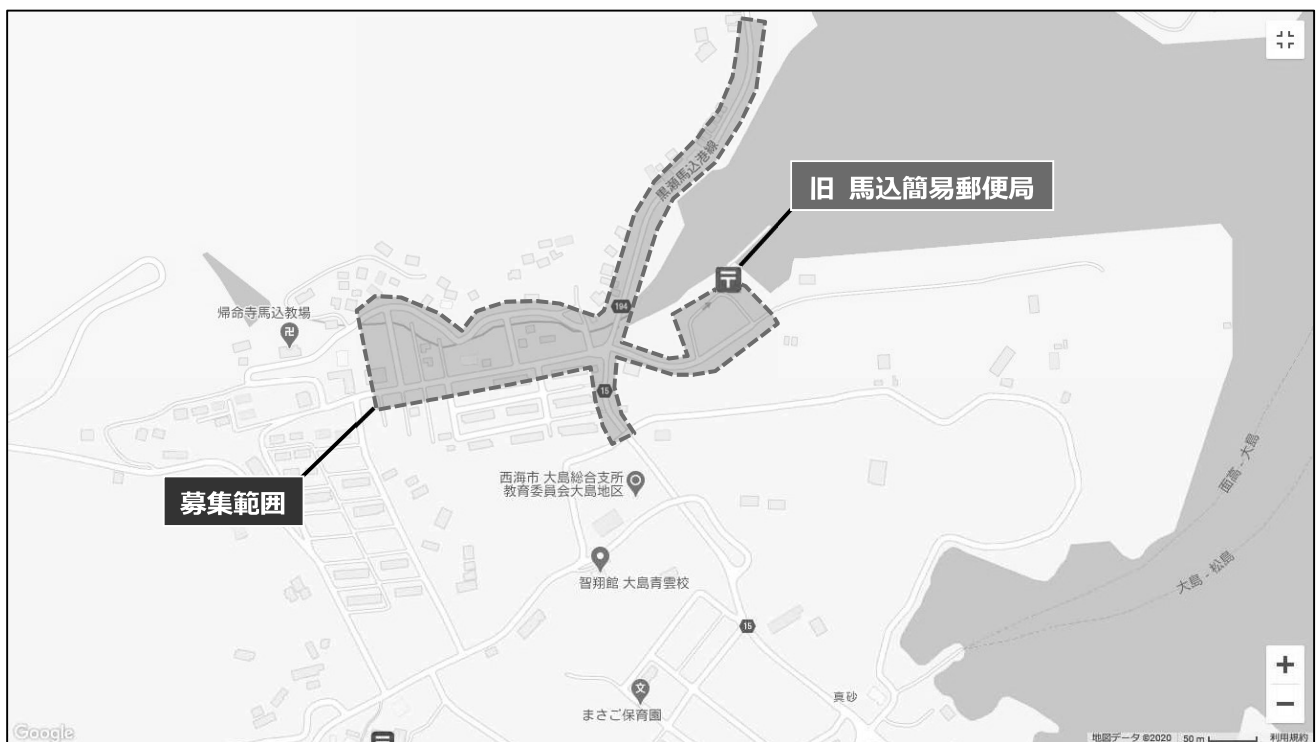 黒瀬馬込港線
旧 馬込簡易郵便局
194
帰命寺馬込教場
15
西海市 大島総合支所
教育委員会大島地区
募集範囲
面高 - 大島
大島 - 松島
智翔館 大島青雲校
15
真砂
まさご保育園
Google
地図データ ©2020
50 m
利用規約